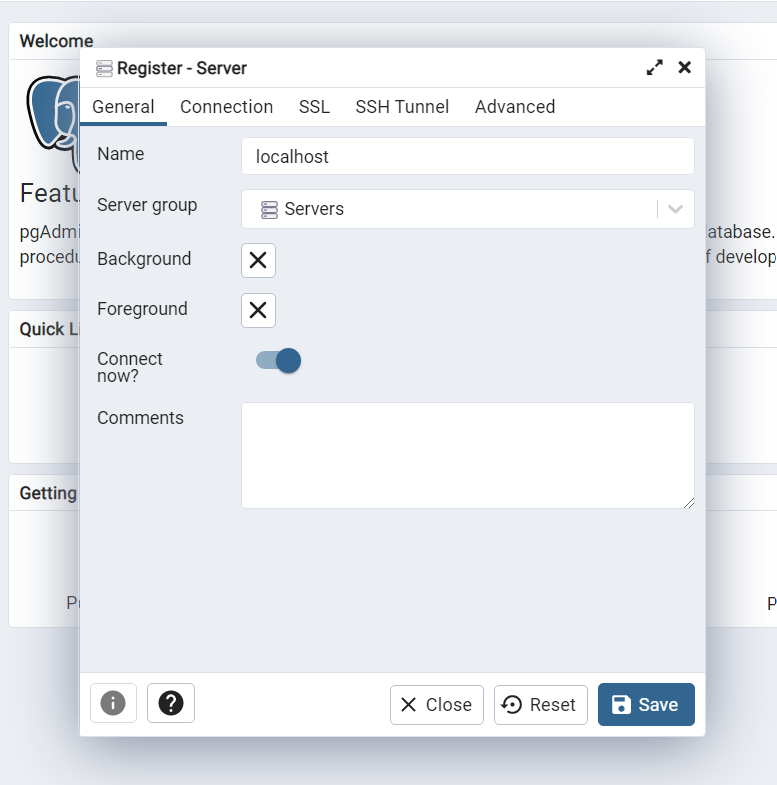 Welcome
Register - Server
General Connection SSL SSH Tunnel Advanced
Name localhost
Featu
Server group Servers
pgAdmi atabase.
procedu f develop
Background
Foreground
Quick Li
Connect
now?
Comments
Getting
P P
Close Reset Save